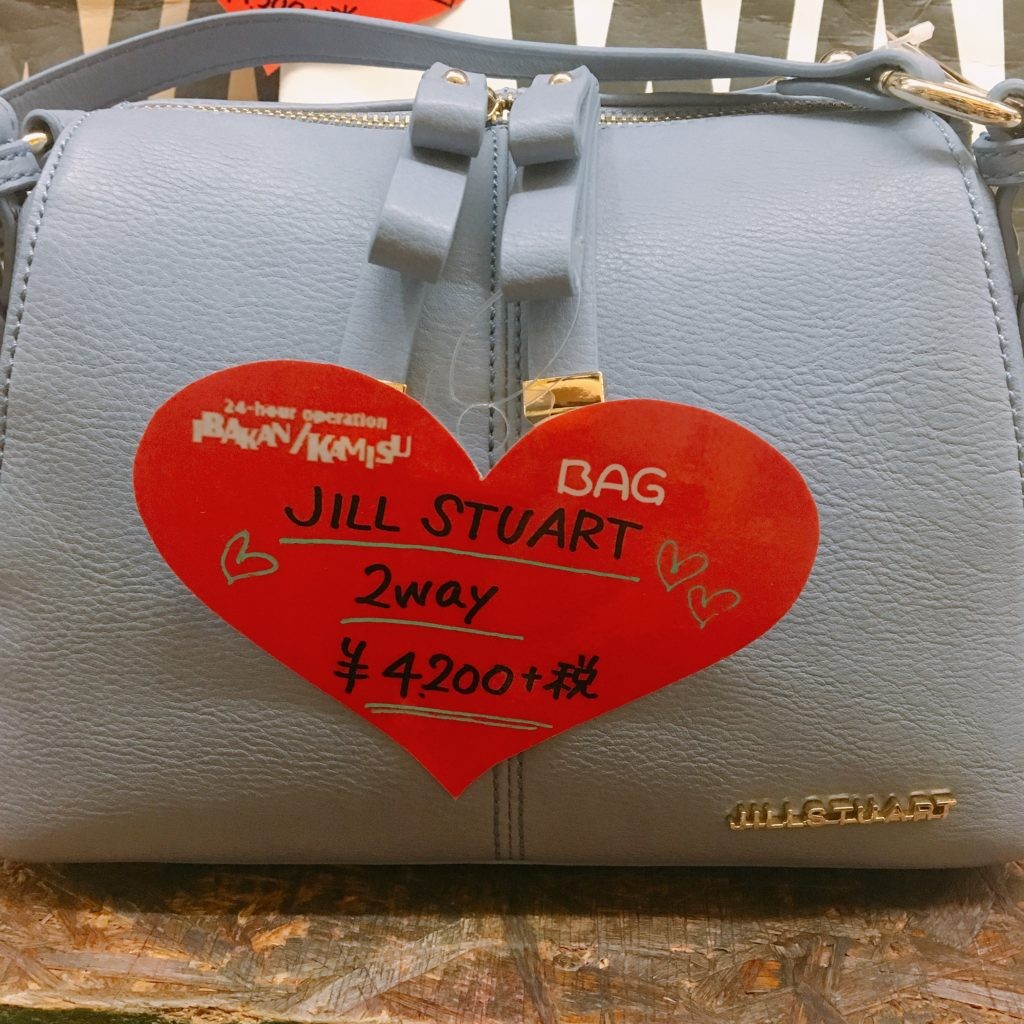 24-hour operation
IBAKAN/KAMISU
BAG
JILL STUART
2way
¥4.200+税
JILLSTUART